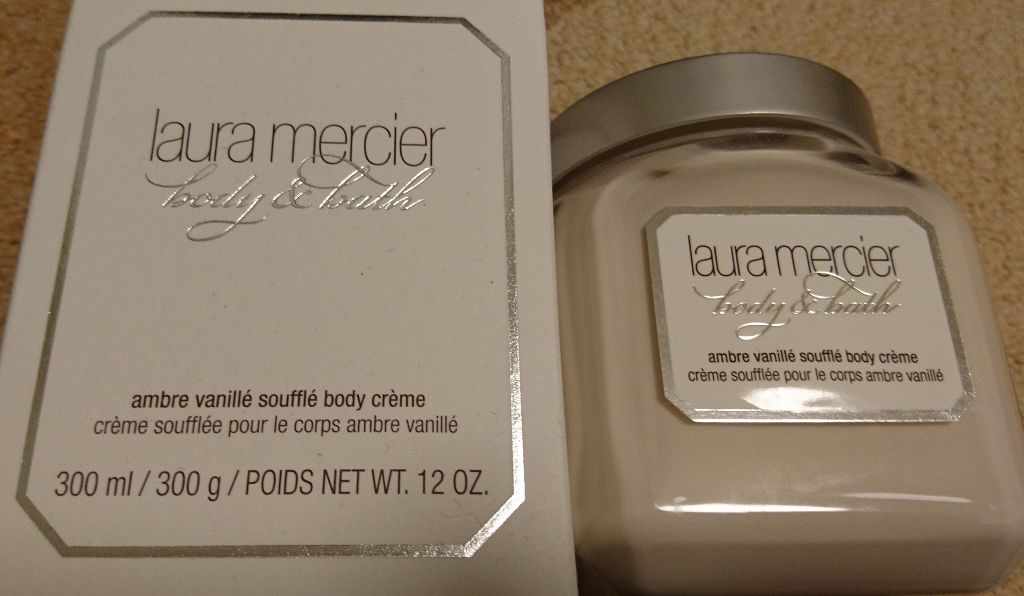 laura mercier
body & bath
ambre vanillé soufflé body crème
crème soufflée pour le corps ambre vanillé
300 ml / 300 g / POIDS NET WT. 12 OZ.
laura mercier
body & bath
ambre vanillé soufflé body crème
crème soufflée pour le corps ambre vanillé